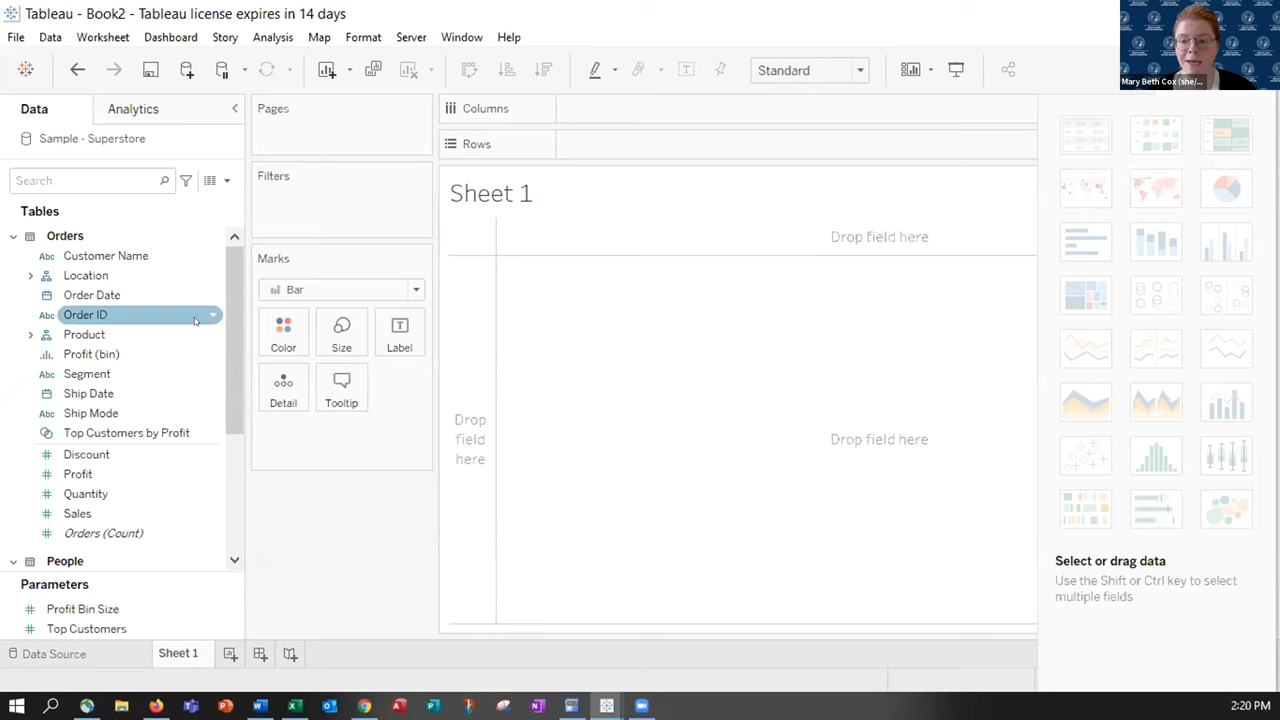 Tableau - Book2 - Tableau license expires in 14 days
File Data Worksheet Dashboard Story Analysis Map Format Server Window Help
Mary Beth Cox (she/...
Standard
Data Analytics
Sample - Superstore
Search
Tables
Orders
Abc Customer Name
Location
Order Date
Abc Order ID
Product
Profit (bin)
Abc Segment
Ship Date
Abc Ship Mode
Top Customers by Profit
# Discount
# Profit
# Quantity
# Sales
# Orders (Count)
People
Parameters
# Profit Bin Size
# Top Customers
Pages
Filters
Marks
Bar
Color Size Label
Detail Tooltip
Columns
Rows
Sheet 1
Drop field here
Drop
field
here
Drop field here
Select or drag data
Use the Shift or Ctrl key to select
multiple fields
Data Source Sheet 1
2:20 PM